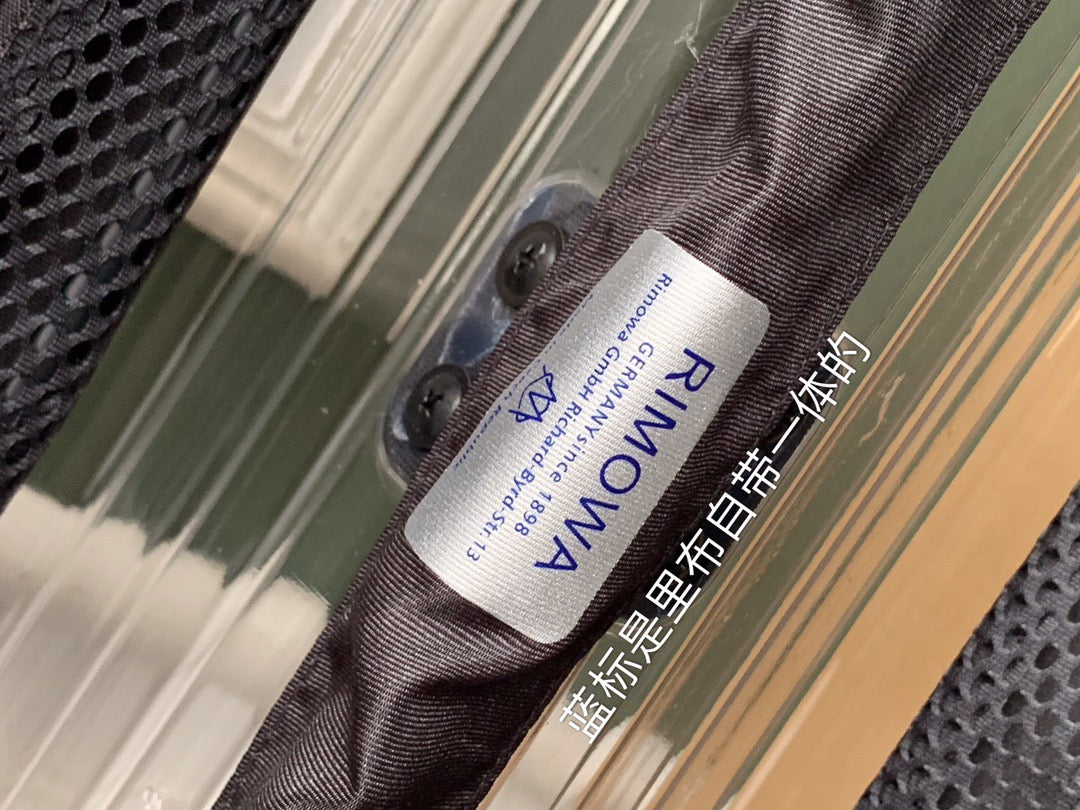 RIMOWA
GERMANY since 1898
Rimowa GmbH Richard-Byrd-Str.13
蓝标是里布自带一体的